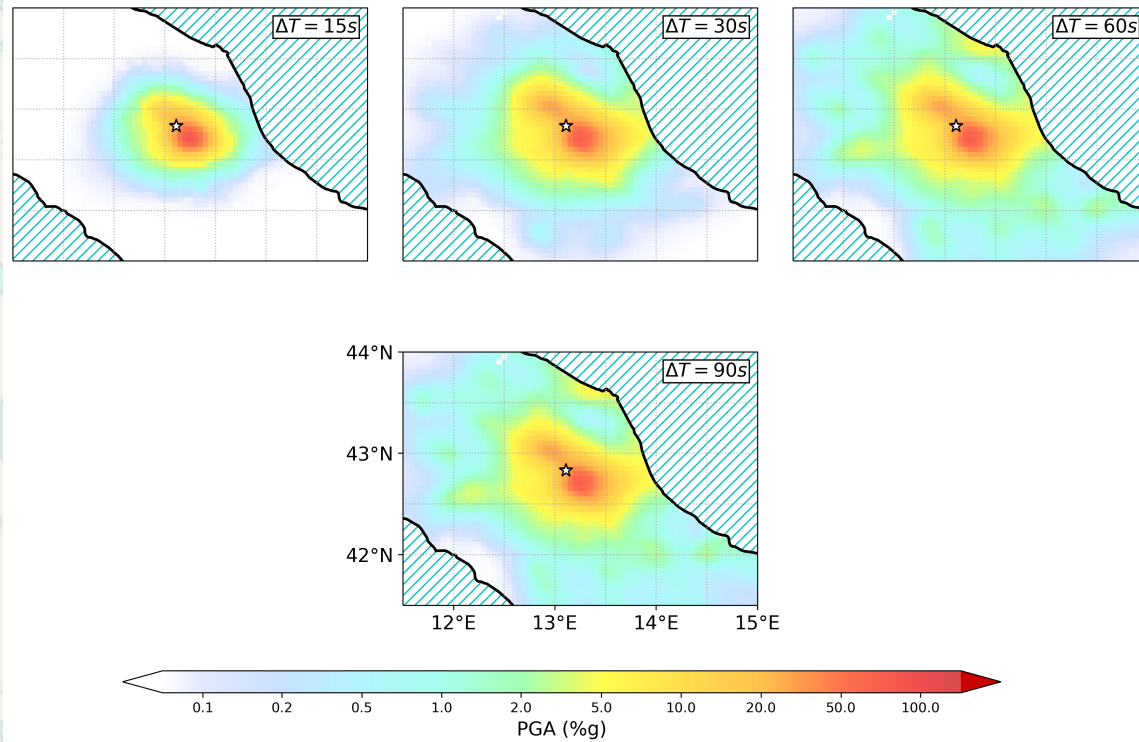 ΔT = 15s
ΔT = 30s
ΔT = 60s
44°N
ΔT = 90s
43°N
42°N
12°E 13°E 14°E 15°E
0.1 0.2 0.5 1.0 2.0 5.0 10.0 20.0 50.0 100.0
PGA (%g)